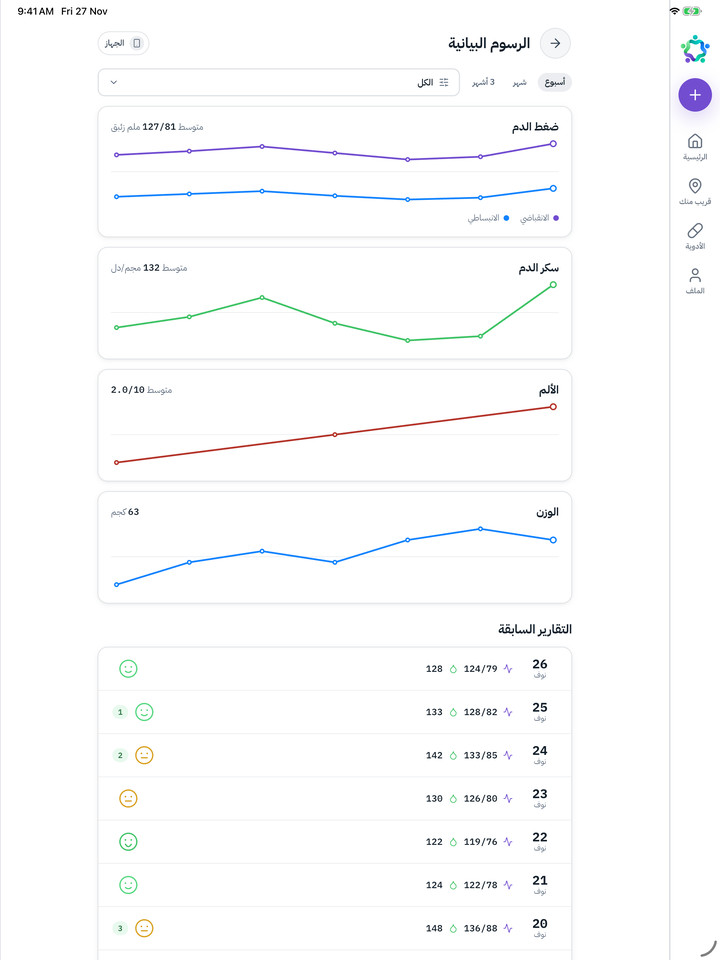 9:41 AM Fri 27 Nov
الرسوم البيانية
الجهاز
أسبوع
شهر
3 أشهر
الكل
ضغط الدم
متوسط 127/81 ملم زئبق
الانقباضي
الانبساطي
سكر الدم
متوسط 132 مجم/دل
الألم
متوسط 2.0/10
الوزن
63 كجم
التقارير السابقة
26 نوف 124/79 128
25 نوف 128/82 133 1
24 نوف 133/85 142 2
23 نوف 126/80 130
22 نوف 119/76 122
21 نوف 122/78 124
20 نوف 136/88 148 3
الرئيسية
قريب منك
الأدوية
الملف